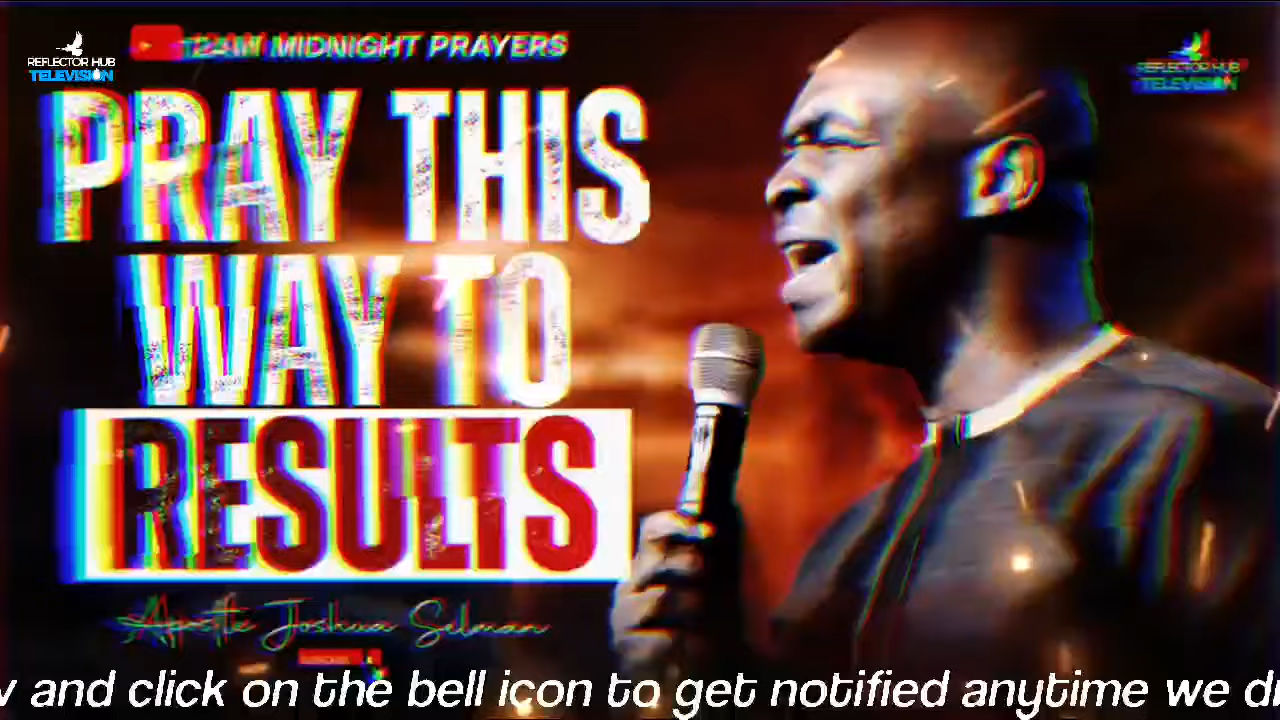 REFLECTOR HUB
TELEVISION
12AM MIDNIGHT PRAYERS
REFLECTOR HUB
TELEVISION
PRAY THIS
WAY TO
RESULTS
Apostle Joshua Selman
and click on the bell icon to get notified anytime we